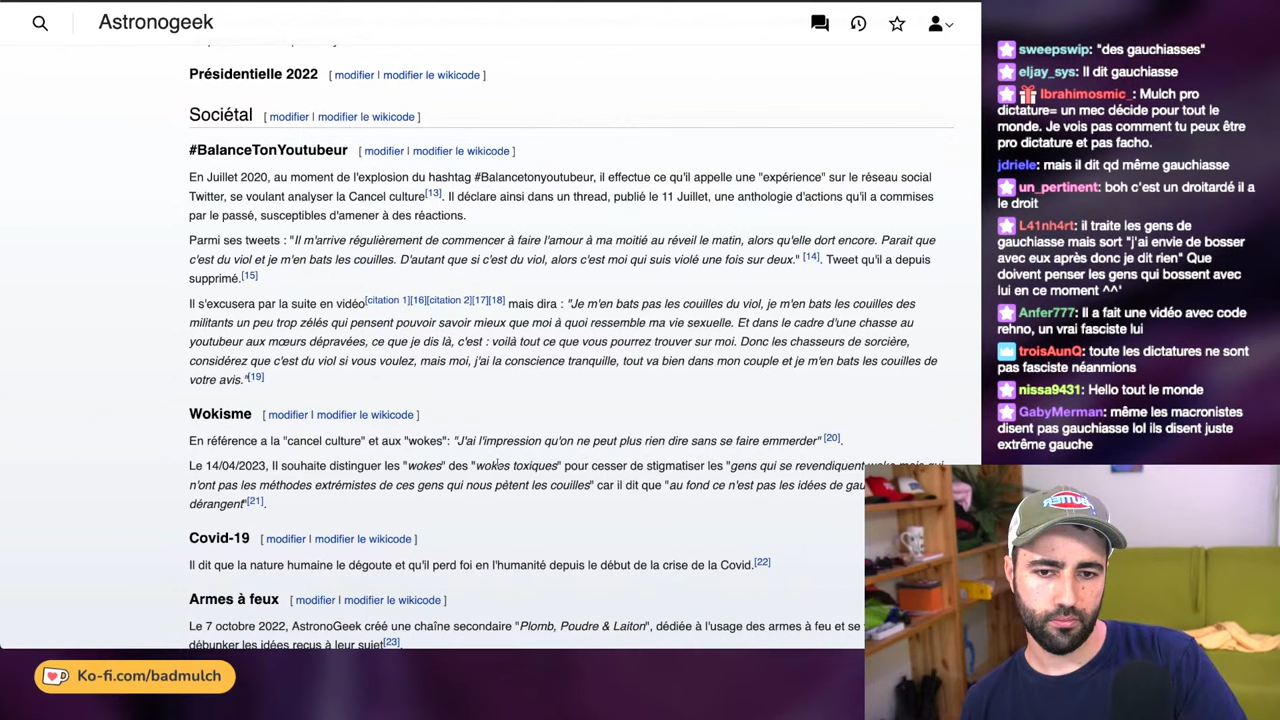 Astronogeek
Présidentielle 2022 [ modifier | modifier le wikicode ]
Sociétal [ modifier | modifier le wikicode ]
#BalanceTonYoutubeur [ modifier | modifier le wikicode ]
En Juillet 2020, au moment de l'explosion du hashtag #Balancetonyoutubeur, il effectue ce qu'il appelle une "expérience" sur le réseau social
Twitter, se voulant analyser la Cancel culture[13]. Il déclare ainsi dans un thread, publié le 11 Juillet, une anthologie d'actions qu'il a commises
par le passé, susceptibles d'amener à des réactions.
Parmi ses tweets : "Il m'arrive régulièrement de commencer à faire l'amour à ma moitié au réveil le matin, alors qu'elle dort encore. Parait que
c'est du viol et je m'en bats les couilles. D'autant que si c'est du viol, alors c'est moi qui suis violé une fois sur deux." [14]. Tweet qu'il a depuis
supprimé.[15]
Il s'excusera par la suite en vidéo[citation 1][16][citation 2][17][18] mais dira : "Je m'en bats pas les couilles du viol, je m'en bats les couilles des
militants un peu trop zélés qui pensent pouvoir savoir mieux que moi à quoi ressemble ma vie sexuelle. Et dans le cadre d'une chasse au
youtubeur aux mœurs dépravées, ce que je dis là, c'est : voilà tout ce que vous pourrez trouver sur moi. Donc les chasseurs de sorcière,
considérez que c'est du viol si vous voulez, mais moi, j'ai la conscience tranquille, tout va bien dans mon couple et je m'en bats les couilles de
votre avis."[19]
Wokisme [ modifier | modifier le wikicode ]
En référence a la "cancel culture" et aux "wokes": "J'ai l'impression qu'on ne peut plus rien dire sans se faire emmerder" [20].
Le 14/04/2023, Il souhaite distinguer les "wokes" des "wokes toxiques" pour cesser de stigmatiser les "gens qui se revendiquent woke mais qui
n'ont pas les méthodes extrémistes de ces gens qui nous pètent les couilles" car il dit que "au fond ce n'est pas les idées de
dérangent"[21].
Covid-19 [ modifier | modifier le wikicode ]
Il dit que la nature humaine le dégoute et qu'il perd foi en l'humanité depuis le début de la crise de la Covid.[22]
Armes à feux [ modifier | modifier le wikicode ]
Le 7 octobre 2022, AstronoGeek créé une chaîne secondaire "Plomb, Poudre & Laiton", dédiée à l'usage des armes à feu et se
débunker les idées reçus à leur sujet[23].
Ko-fi.com/badmulch
sweepswip: "des gauchiasses"
eljay_sys: Il dit gauchiasse
Ibrahimosmic_: Mulch pro
dictature= un mec décide pour tout le
monde. Je vois pas comment tu peux être
pro dictature et pas facho.
jdriele: mais il dit qd même gauchiasse
un_pertinent: boh c'est un droitardé il a
le droit
L41nh4rt: il traite les gens de
gauchiasse mais sort "j'ai envie de bosser
avec eux après donc je dit rien" Que
doivent penser les gens qui bossent avec
lui en ce moment ^^'
Anfer777: Il a fait une vidéo avec code
rehno, un vrai fasciste lui
troisAunQ: toute les dictatures ne sont
pas fasciste néanmions
nissa9431: Hello tout le monde
GabyMerman: même les macronistes
disent pas gauchiasse lol ils disent juste
extrême gauche